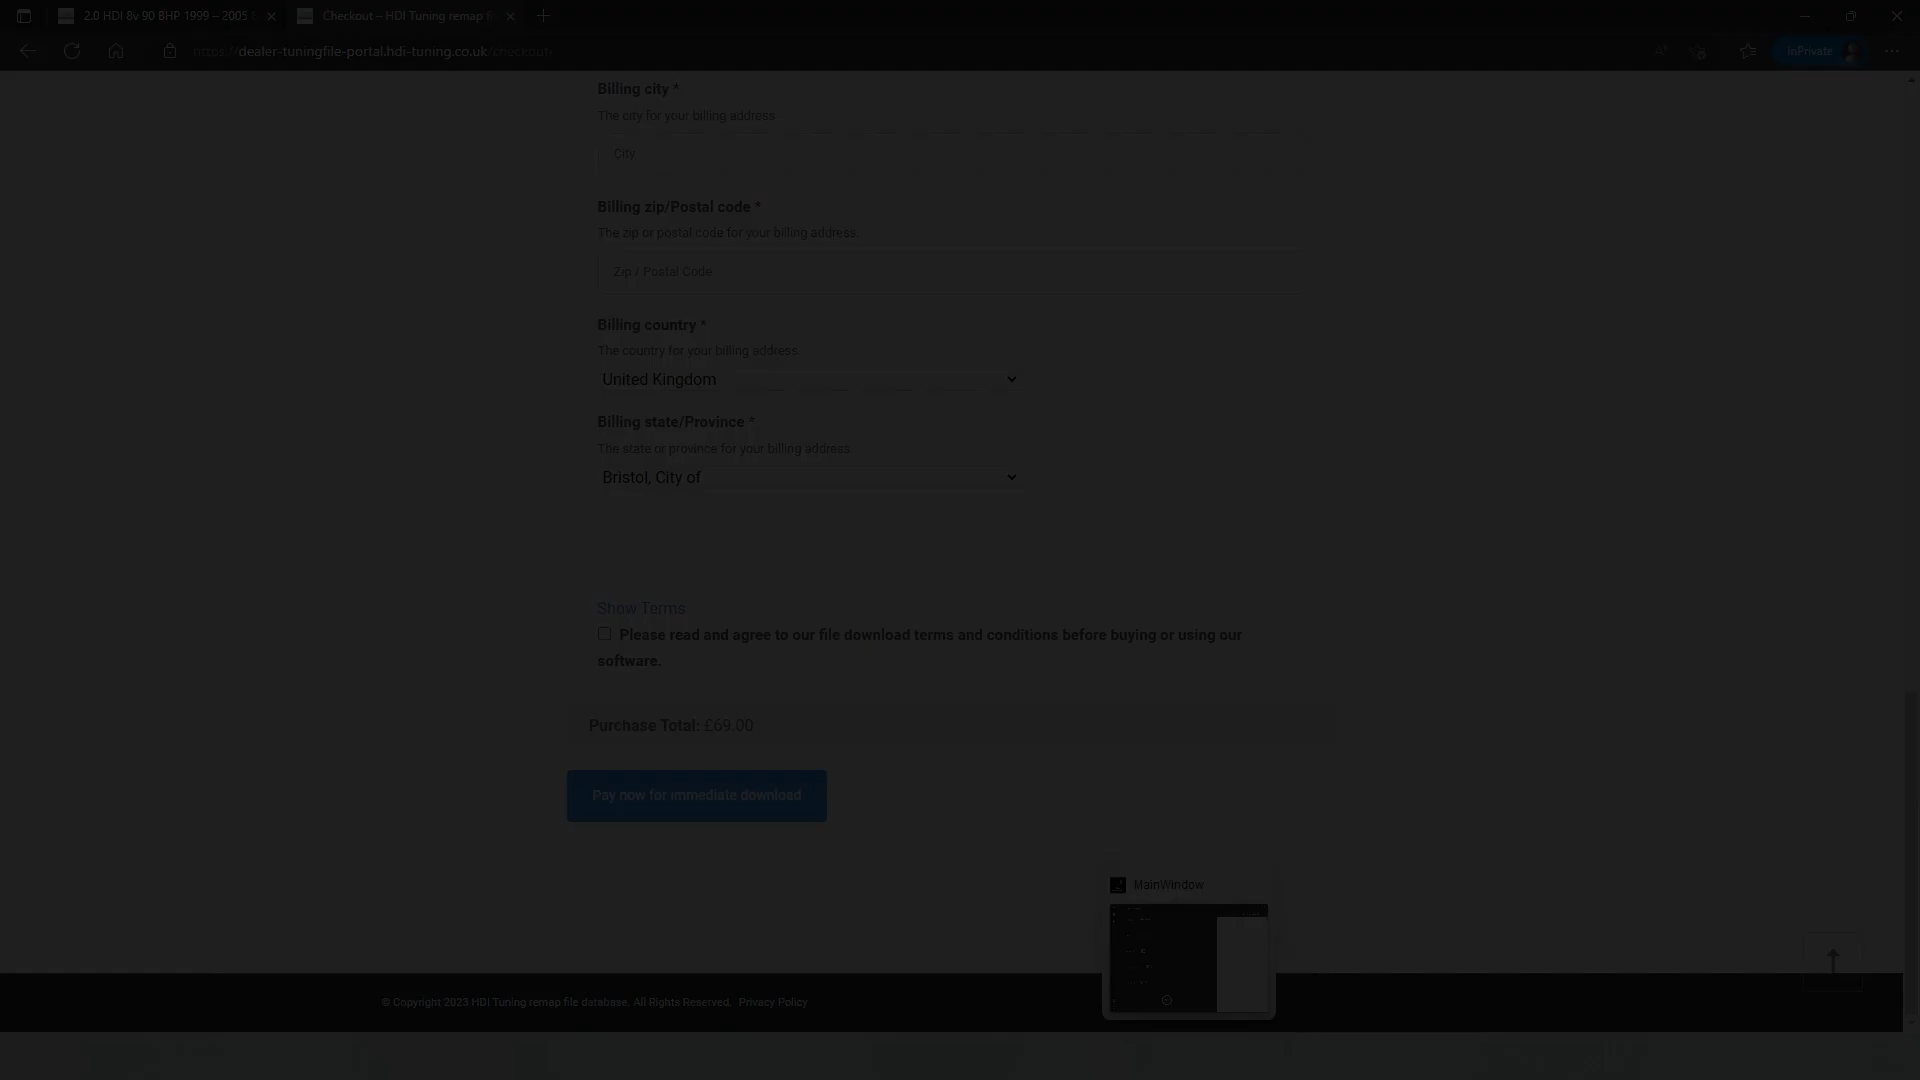 2.0 HDI 8v 90 BHP 1999 – 2005
Checkout – HDI Tuning remap fi
https://dealer-tuningfile-portal.hdi-tuning.co.uk/checkout-
InPrivate
Billing city *
The city for your billing address
City
Billing zip/Postal code *
The zip or postal code for your billing address.
Zip / Postal Code
Billing country *
The country for your billing address.
United Kingdom
Billing state/Province *
The state or province for your billing address
Bristol, City of
Show Terms
Please read and agree to our file download terms and conditions before buying or using our
software.
Purchase Total: £69.00
Pay now for immediate download
MainWindow
© Copyright 2023 HDI Tuning remap file database. All Rights Reserved. Privacy Policy